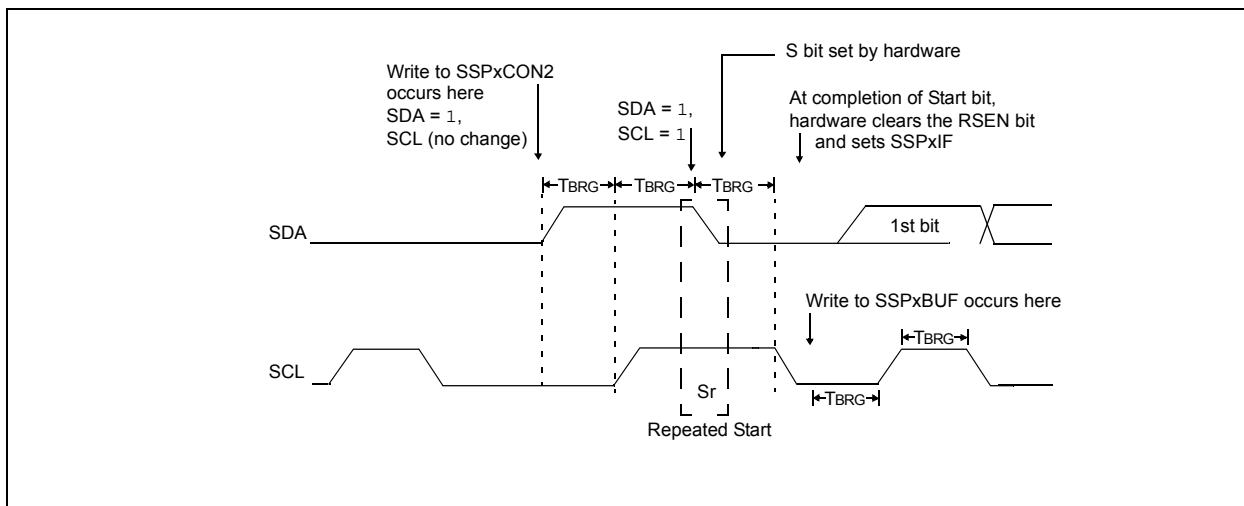 S bit set by hardware
Write to SSPxCON2
occurs here
SDA = 1,
SCL (no change)
SDA = 1,
SCL = 1
At completion of Start bit,
hardware clears the RSEN bit
and sets SSPxIF
TBRG TBRG TBRG
SDA
1st bit
Write to SSPxBUF occurs here
TBRG
SCL
Sr
TBRG
Repeated Start